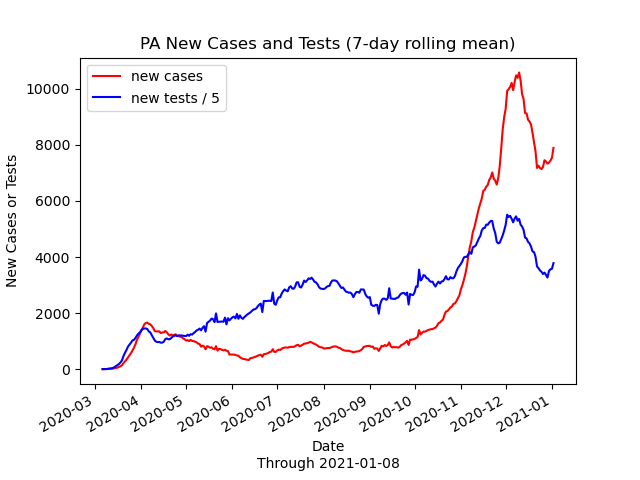 PA New Cases and Tests (7-day rolling mean)
new cases
new tests / 5
New Cases or Tests
10000
8000
6000
4000
2000
0
2020-03
2020-04
2020-05
2020-06
2020-07
2020-08
2020-09
2020-10
2020-11
2020-12
2021-01
Date
Through 2021-01-08